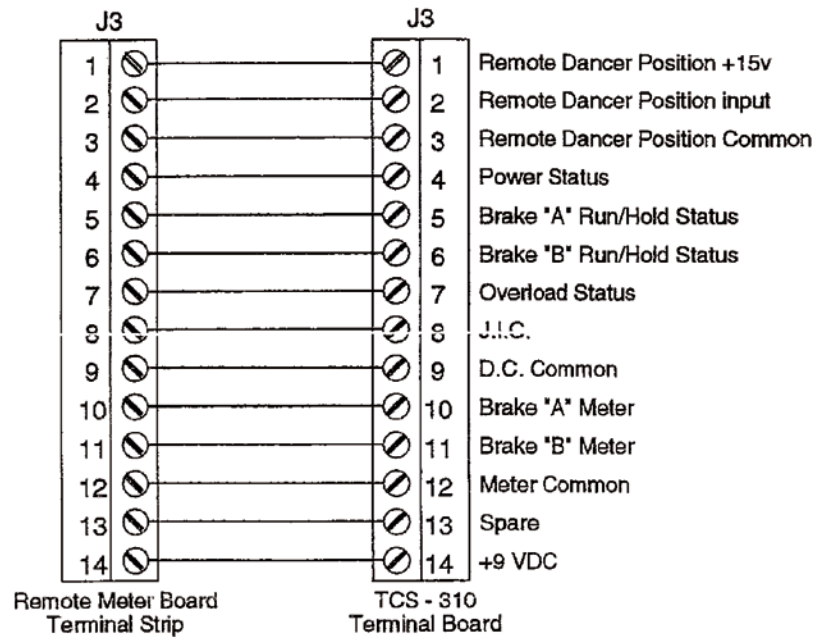 J3 J3
1 1 Remote Dancer Position +15v
2 2 Remote Dancer Position input
3 3 Remote Dancer Position Common
4 4 Power Status
5 5 Brake "A" Run/Hold Status
6 6 Brake "B" Run/Hold Status
7 7 Overload Status
8 8 J.I.C.
9 9 D.C. Common
10 10 Brake "A" Meter
11 11 Brake "B" Meter
12 12 Meter Common
13 13 Spare
14 14 +9 VDC
Remote Meter Board TCS - 310
Terminal Strip Terminal Board